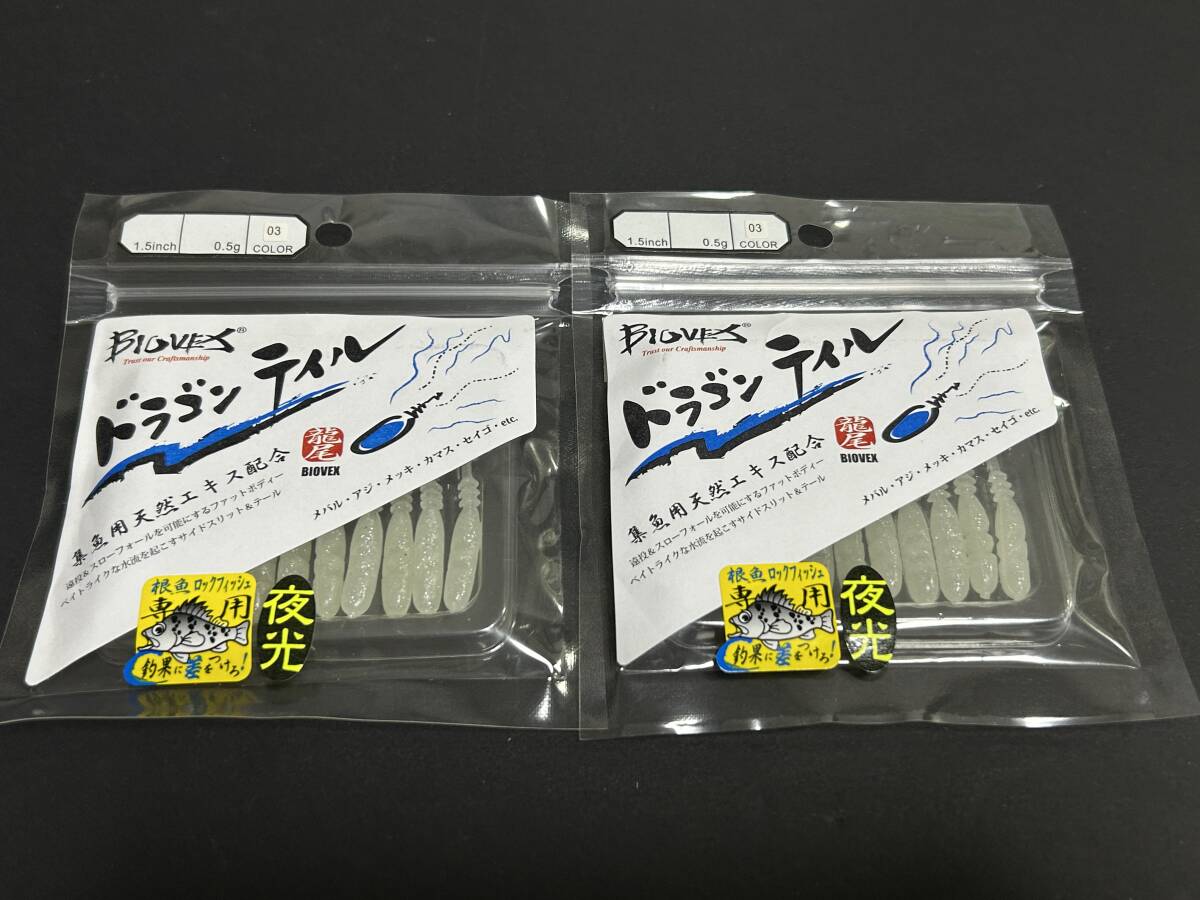 1.5inch 0.5g 03 COLOR
BIOVEX®
Trust our Craftsmanship
ドラゴン ティル
龍尾
BIOVEX
集魚用天然エキス配合
遠投&スローフォールを可能にするファットボディー
ベイトライクな水流を起こすサイドスリット&テール
メバル・アジ・メッキ・カマス・セイゴ・etc.
根魚 ロックフィッシュ
専用
釣果に差をつけろ!
夜光
1.5inch 0.5g 03 COLOR
BIOVEX®
Trust our Craftsmanship
ドラゴン ティル
龍尾
BIOVEX
集魚用天然エキス配合
遠投&スローフォールを可能にするファットボディー
ベイトライクな水流を起こすサイドスリット&テール
メバル・アジ・メッキ・カマス・セイゴ・etc.
根魚 ロックフィッシュ
専用
釣果に差をつけろ!
夜光